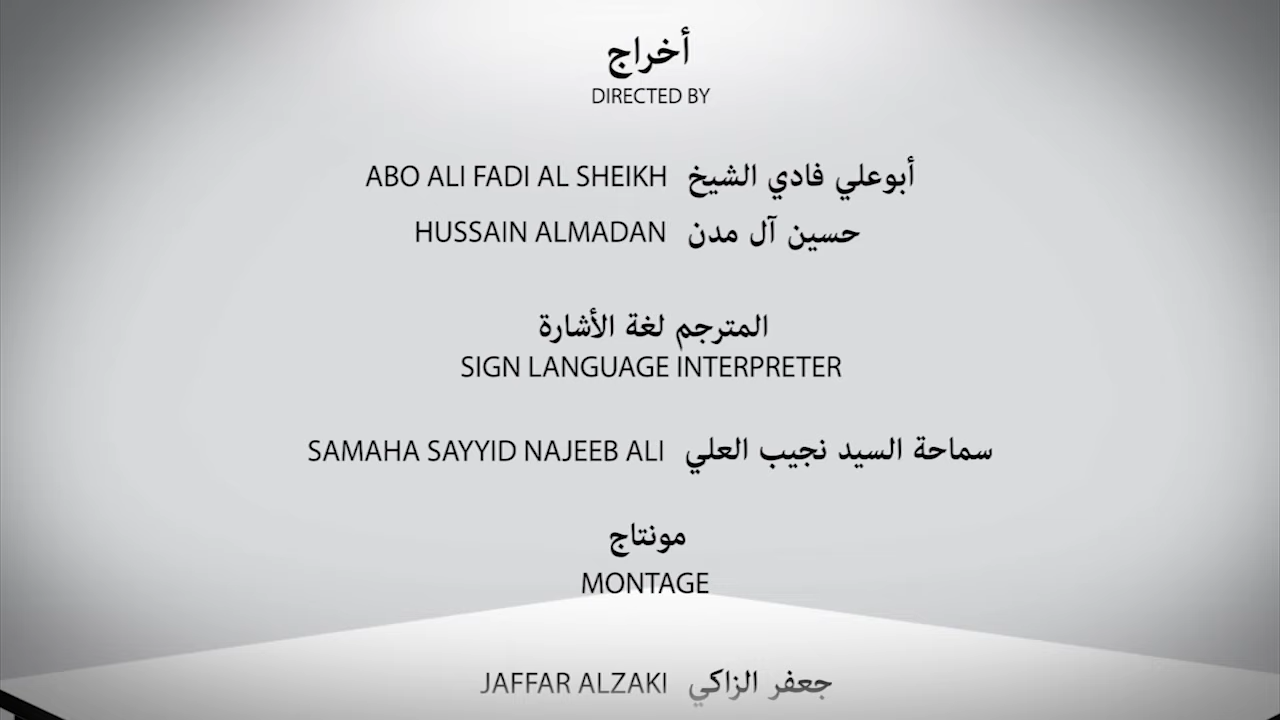 أخراج
DIRECTED BY
ABO ALI FADI AL SHEIKH أبوعلي فادي الشيخ
HUSSAIN ALMADAN حسين آل مدن
المترجم لغة الأشارة
SIGN LANGUAGE INTERPRETER
SAMAHA SAYYID NAJEEB ALI سماحة السيد نجيب العلي
مونتاج
MONTAGE
JAFFAR ALZAKI جعفر الزاكي